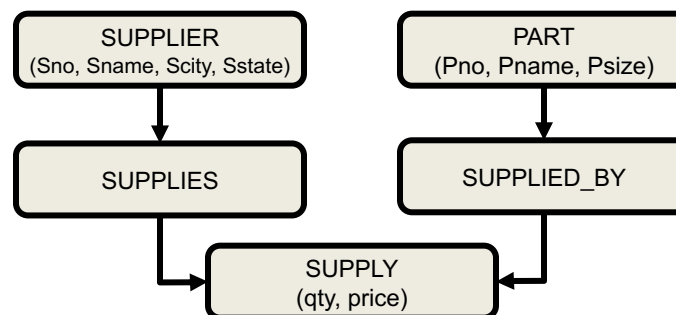 SUPPLIER
(Sno, Sname, Scity, Sstate)
PART
(Pno, Pname, Psize)
SUPPLIES
SUPPLIED_BY
SUPPLY
(qty, price)